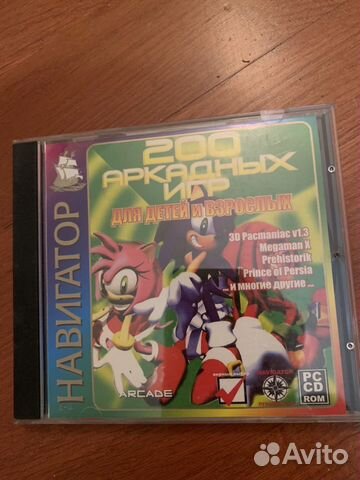 НАВИГАТОР
200
АРКАДНЫХ
ИГР
ДЛЯ ДЕТЕЙ И ВЗРОСЛЫХ
3D Pacmaniac v1.3
Megaman X
Prehistorik
Prince of Persia
... и многие другие ...
ARCADE
PC
CD
ROM
Avito